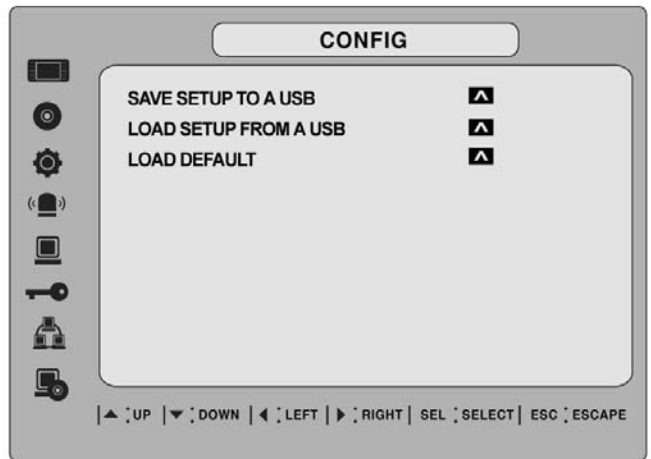 CONFIG
SAVE SETUP TO A USB
LOAD SETUP FROM A USB
LOAD DEFAULT
▲ : UP | ▼ : DOWN | ◀ : LEFT | ▶ : RIGHT | SEL : SELECT | ESC : ESCAPE